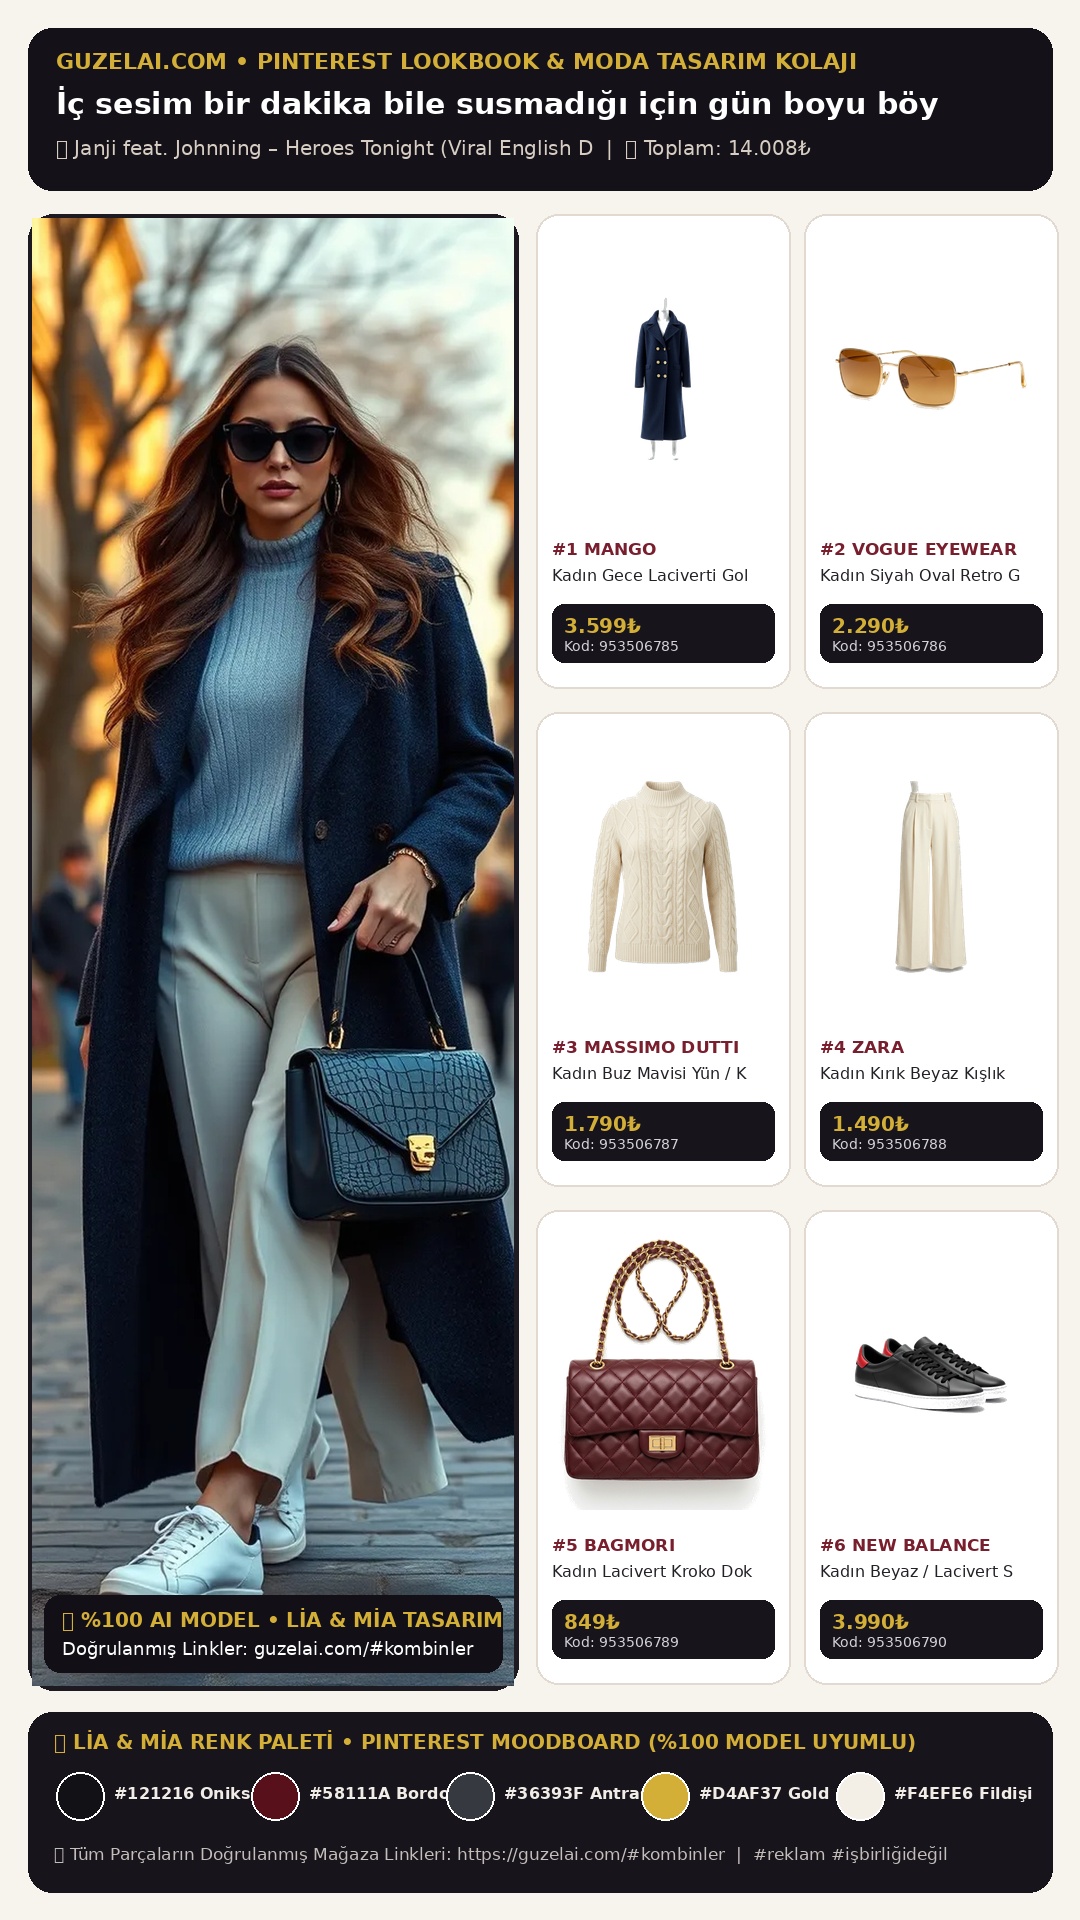 GUZELAI.COM • PINTEREST LOOKBOOK & MODA TASARIM KOLAJI
İç sesim bir dakika bile susmadığı için gün boyu böy
Janji feat. Johnning – Heroes Tonight (Viral English D | Toplam: 14.008₺
#1 MANGO
Kadın Gece Laciverti Gol
3.599₺
Kod: 953506785
#2 VOGUE EYEWEAR
Kadın Siyah Oval Retro G
2.290₺
Kod: 953506786
#3 MASSIMO DUTTI
Kadın Buz Mavisi Yün / K
1.790₺
Kod: 953506787
#4 ZARA
Kadın Kırık Beyaz Kışlık
1.490₺
Kod: 953506788
#5 BAGMORI
Kadın Lacivert Kroko Dok
849₺
Kod: 953506789
#6 NEW BALANCE
Kadın Beyaz / Lacivert S
3.990₺
Kod: 953506790
%100 AI MODEL • LİA & MİA TASARIM
Doğrulanmış Linkler: guzelai.com/#kombinler
LİA & MİA RENK PALETİ • PINTEREST MOODBOARD (%100 MODEL UYUMLU)
#121216 Oniks #58111A Bordo #36393F Antra #D4AF37 Gold #F4EFE6 Fildişi
Tüm Parçaların Doğrulanmış Mağaza Linkleri: https://guzelai.com/#kombinler | #reklam #işbirliğideğil